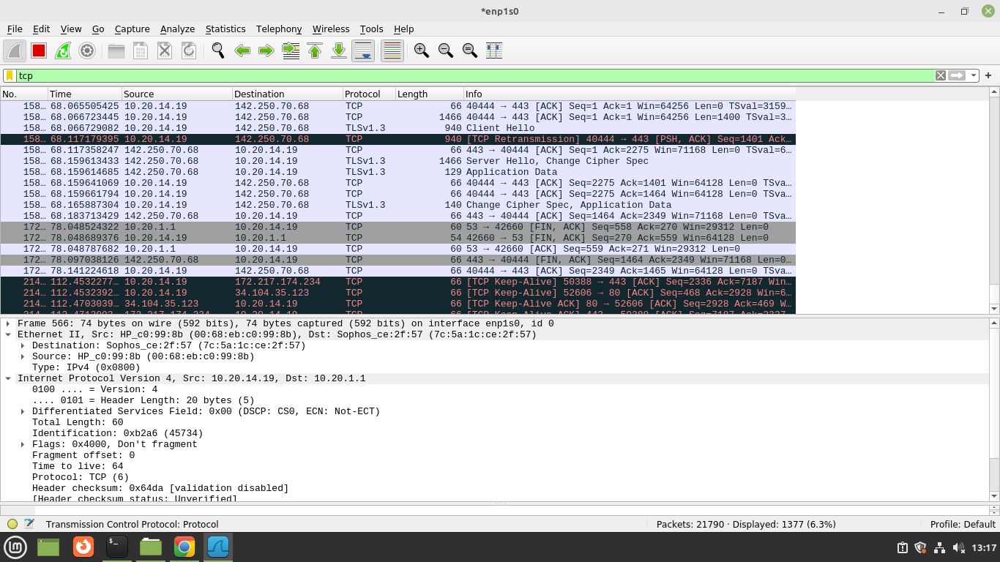 *enp1s0
File Edit View Go Capture Analyze Statistics Telephony Wireless Tools Help
tcp
No. Time Source Destination Protocol Length Info
158… 68.065505425 10.20.14.19 142.250.70.68 TCP 66 40444 → 443 [ACK] Seq=1 Ack=1 Win=64256 Len=0 TSval=3159…
158… 68.066723445 10.20.14.19 142.250.70.68 TCP 1466 40444 → 443 [ACK] Seq=1 Ack=1 Win=64256 Len=1400 TSval=3…
158… 68.066729082 10.20.14.19 142.250.70.68 TLSv1.3 940 Client Hello
158… 68.117179395 10.20.14.19 142.250.70.68 TCP 940 [TCP Retransmission] 40444 → 443 [PSH, ACK] Seq=1401 Ack…
158… 68.117358247 142.250.70.68 10.20.14.19 TCP 66 443 → 40444 [ACK] Seq=1 Ack=2275 Win=71168 Len=0 TSval=6…
158… 68.159613433 142.250.70.68 10.20.14.19 TLSv1.3 1466 Server Hello, Change Cipher Spec
158… 68.159614685 142.250.70.68 10.20.14.19 TLSv1.3 129 Application Data
158… 68.159641069 10.20.14.19 142.250.70.68 TCP 66 40444 → 443 [ACK] Seq=2275 Ack=1401 Win=64128 Len=0 TSva…
158… 68.159661794 10.20.14.19 142.250.70.68 TCP 66 40444 → 443 [ACK] Seq=2275 Ack=1464 Win=64128 Len=0 TSva…
158… 68.165887304 10.20.14.19 142.250.70.68 TLSv1.3 140 Change Cipher Spec, Application Data
158… 68.183713429 142.250.70.68 10.20.14.19 TCP 66 443 → 40444 [ACK] Seq=1464 Ack=2349 Win=71168 Len=0 TSva…
172… 78.048524322 10.20.1.1 10.20.14.19 TCP 60 53 → 42660 [FIN, ACK] Seq=558 Ack=270 Win=29312 Len=0
172… 78.048689376 10.20.14.19 10.20.1.1 TCP 54 42660 → 53 [FIN, ACK] Seq=270 Ack=559 Win=64128 Len=0
172… 78.048787682 10.20.1.1 10.20.14.19 TCP 60 53 → 42660 [ACK] Seq=559 Ack=271 Win=29312 Len=0
172… 78.097038126 142.250.70.68 10.20.14.19 TCP 66 443 → 40444 [FIN, ACK] Seq=1464 Ack=2349 Win=71168 Len=0…
172… 78.141224618 10.20.14.19 142.250.70.68 TCP 66 40444 → 443 [ACK] Seq=2349 Ack=1465 Win=64128 Len=0 TSva…
214… 112.4532277… 10.20.14.19 172.217.174.234 TCP 66 [TCP Keep-Alive] 50388 → 443 [ACK] Seq=2336 Ack=7187 Win…
214… 112.4532392… 10.20.14.19 34.104.35.123 TCP 66 [TCP Keep-Alive] 52606 → 80 [ACK] Seq=468 Ack=2928 Win=6…
214… 112.4703039… 34.104.35.123 10.20.14.19 TCP 66 [TCP Keep-Alive ACK] 80 → 52606 [ACK] Seq=2928 Ack=469 W…
Frame 566: 74 bytes on wire (592 bits), 74 bytes captured (592 bits) on interface enp1s0, id 0
Ethernet II, Src: HP_c0:99:8b (00:68:eb:c0:99:8b), Dst: Sophos_ce:2f:57 (7c:5a:1c:ce:2f:57)
Destination: Sophos_ce:2f:57 (7c:5a:1c:ce:2f:57)
Source: HP_c0:99:8b (00:68:eb:c0:99:8b)
Type: IPv4 (0x0800)
Internet Protocol Version 4, Src: 10.20.14.19, Dst: 10.20.1.1
0100 .... = Version: 4
.... 0101 = Header Length: 20 bytes (5)
Differentiated Services Field: 0x00 (DSCP: CS0, ECN: Not-ECT)
Total Length: 60
Identification: 0xb2a6 (45734)
Flags: 0x4000, Don't fragment
Fragment offset: 0
Time to live: 64
Protocol: TCP (6)
Header checksum: 0x64da [validation disabled]
[Header checksum status: Unverified]
Transmission Control Protocol: Protocol Packets: 21790 · Displayed: 1377 (6.3%) Profile: Default
13:17